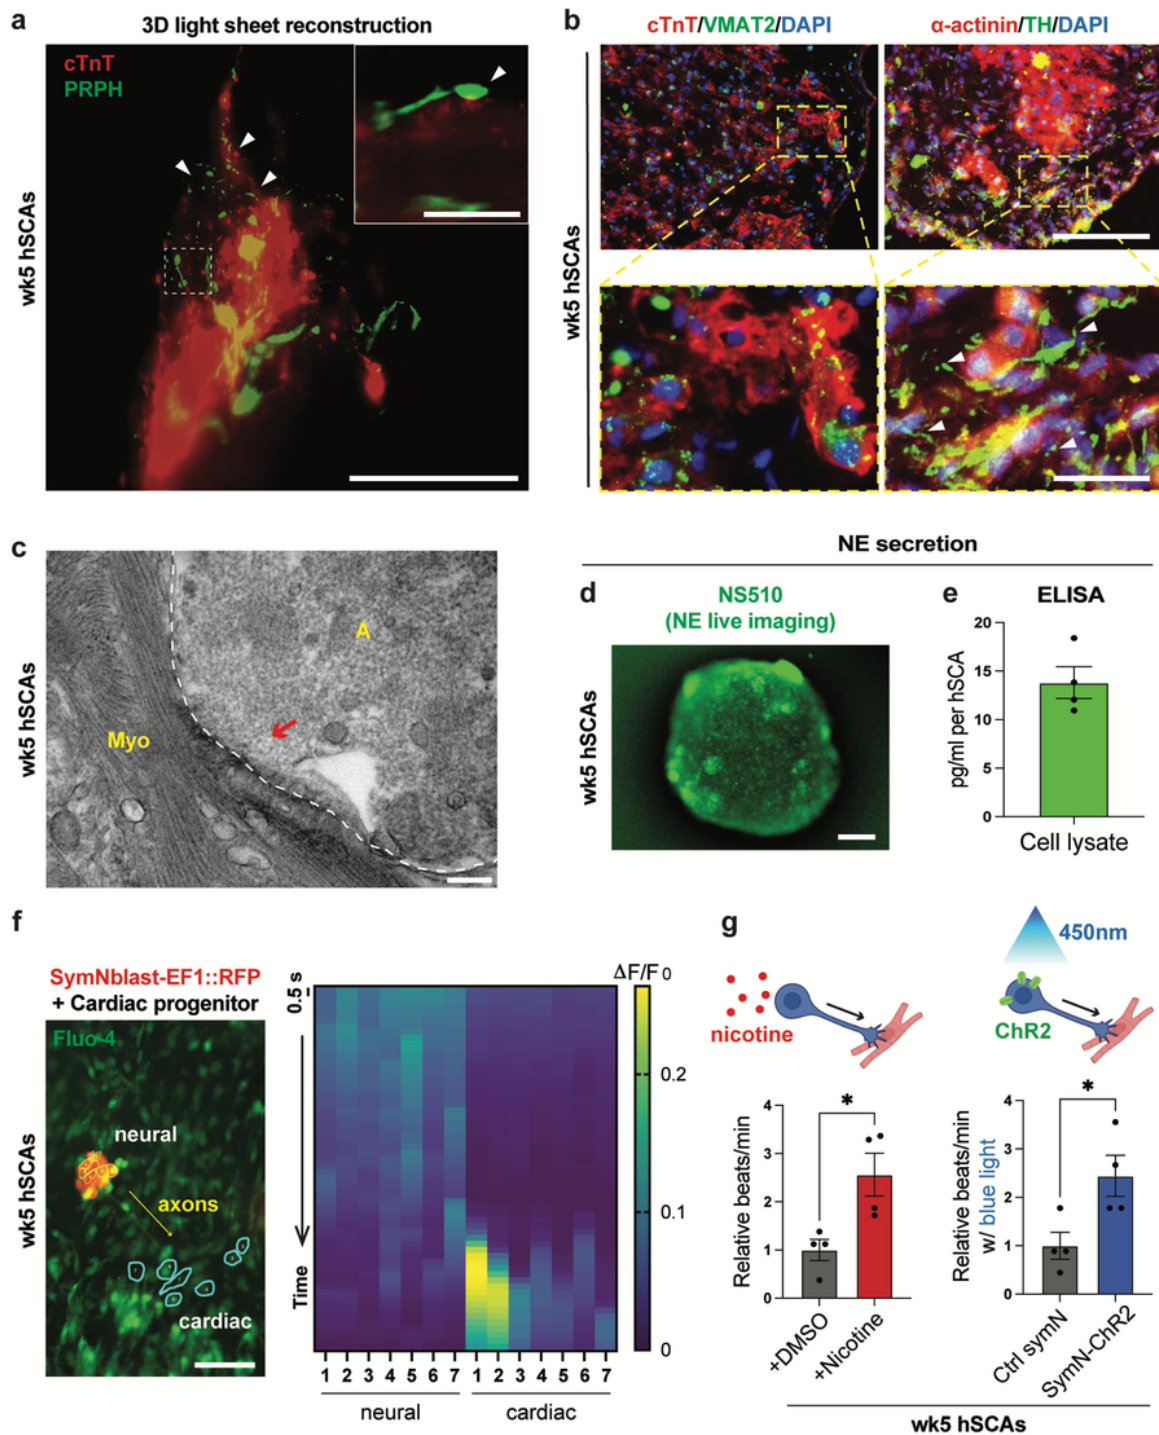 a
3D light sheet reconstruction
cTnT
PRPH
wk5 hSCAs
b
cTnT/VMAT2/DAPI
α-actinin/TH/DAPI
wk5 hSCAs
c
Myo
A
wk5 hSCAs
NE secretion
d
NS510
(NE live imaging)
wk5 hSCAs
e
ELISA
pg/ml per hSCA
20
15
10
5
0
Cell lysate
f
SymNblast-EF1::RFP
+ Cardiac progenitor
Fluo-4
neural
axons
cardiac
wk5 hSCAs
0.5 s
Time
ΔF/F 0
0.2
0.1
0
1 2 3 4 5 6 7 1 2 3 4 5 6 7
neural
cardiac
g
nicotine
450nm
ChR2
Relative beats/min
4
3
2
1
0
*
+DMSO
+Nicotine
Relative beats/min
w/ blue light
4
3
2
1
0
*
Ctrl symN
SymN-ChR2
wk5 hSCAs